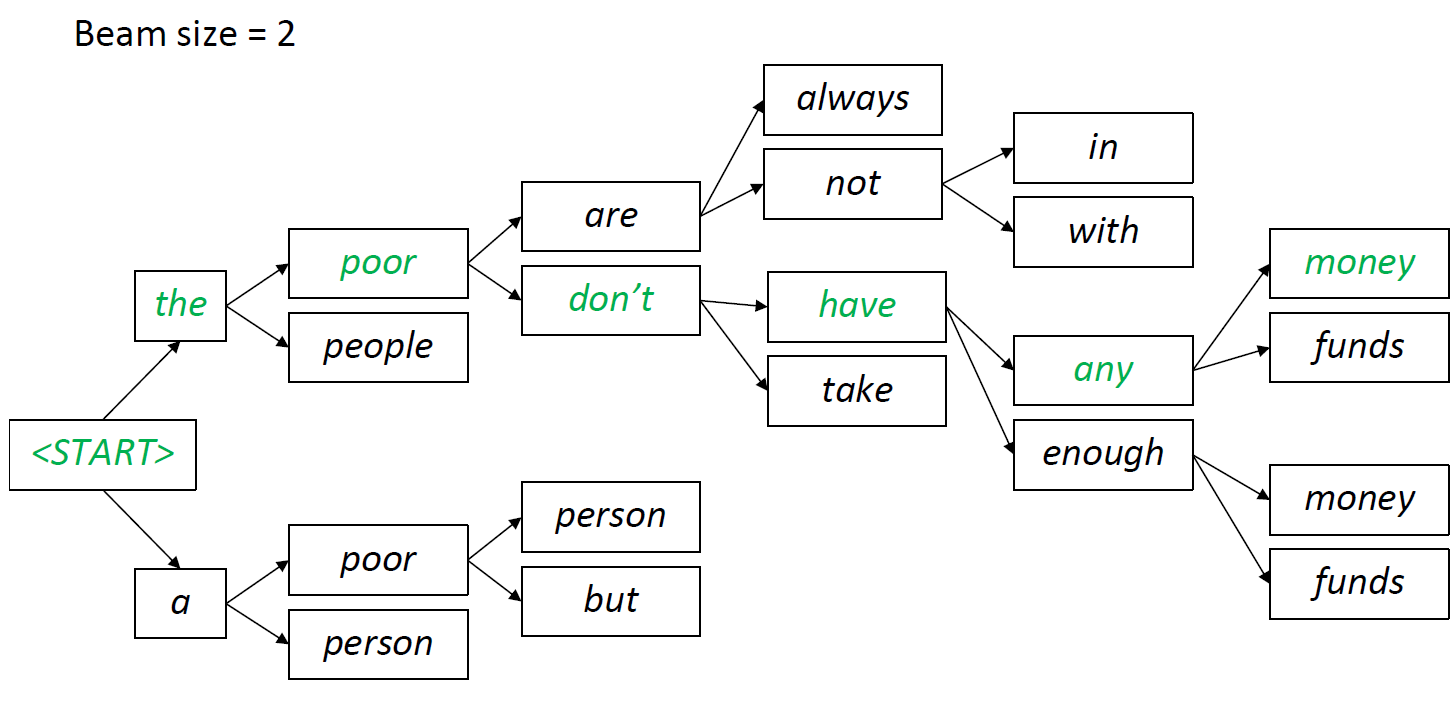 Beam size = 2
always
in
not
are
with
poor
money
the
don’t
have
people
funds
any
take
<START>
enough
person
money
poor
a
but
funds
person